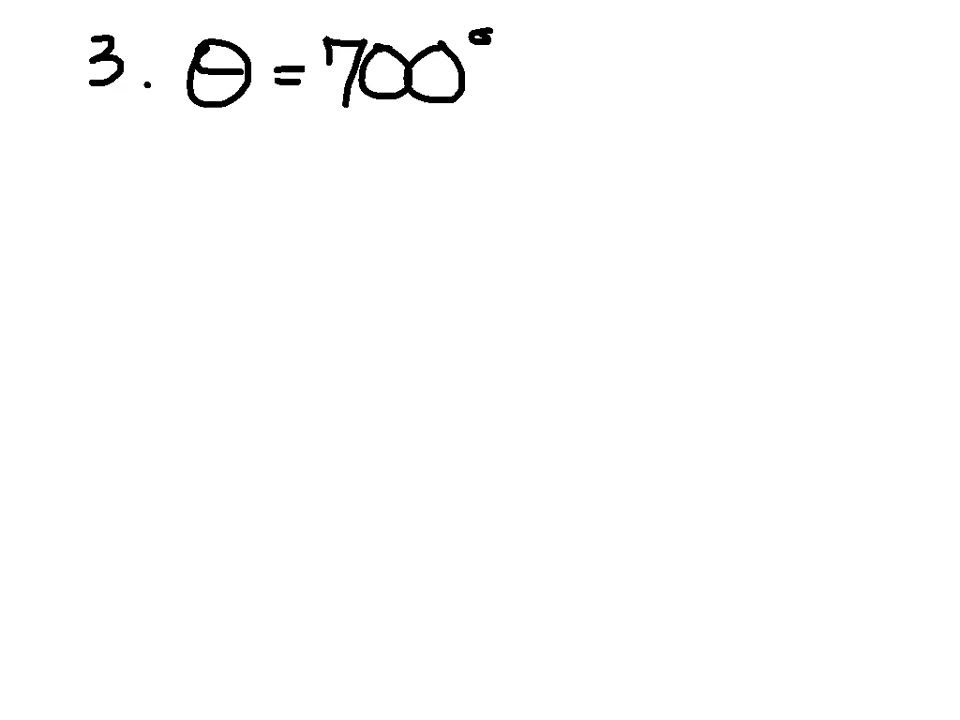 3. θ = 700°